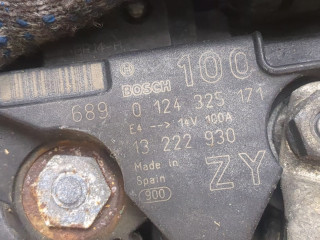 100
BOSCH
689 0 124 325 171
E4 --> 14V 100A
13 222 930
Made in
Spain
ZY
900